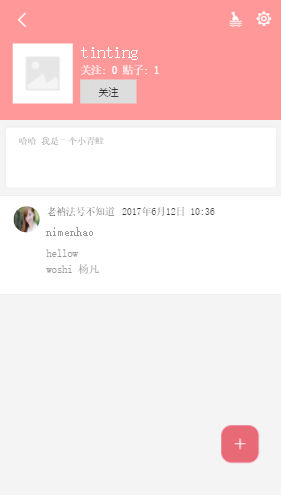 tinting
关注: 0 贴子: 1
关注
哈哈 我是一个小青蛙
老衲法号不知道 2017年6月12日 10:36
nimenhao
hellow
woshi 杨凡